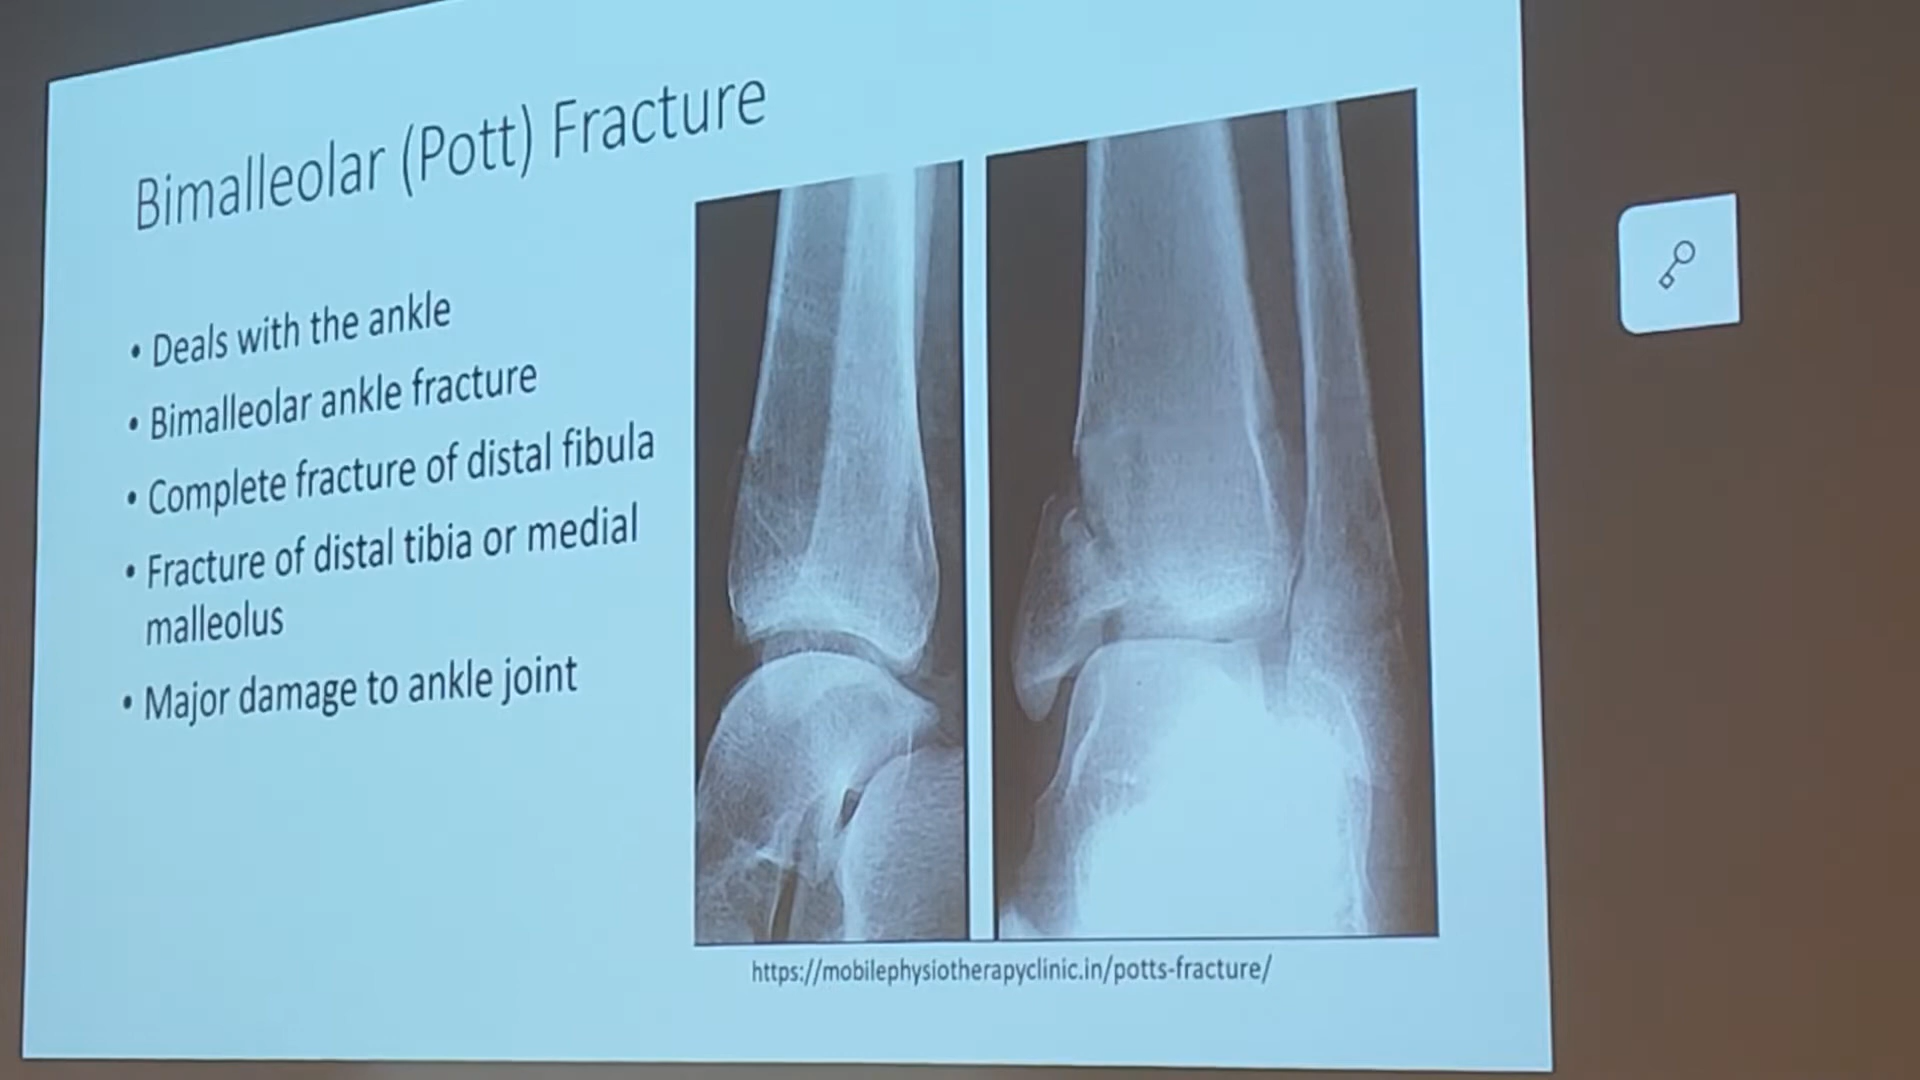 Bimalleolar (Pott) Fracture
• Deals with the ankle
• Bimalleolar ankle fracture
• Complete fracture of distal fibula
• Fracture of distal tibia or medial
malleolus
• Major damage to ankle joint
https://mobilephysiotherapyclinic.in/potts-fracture/